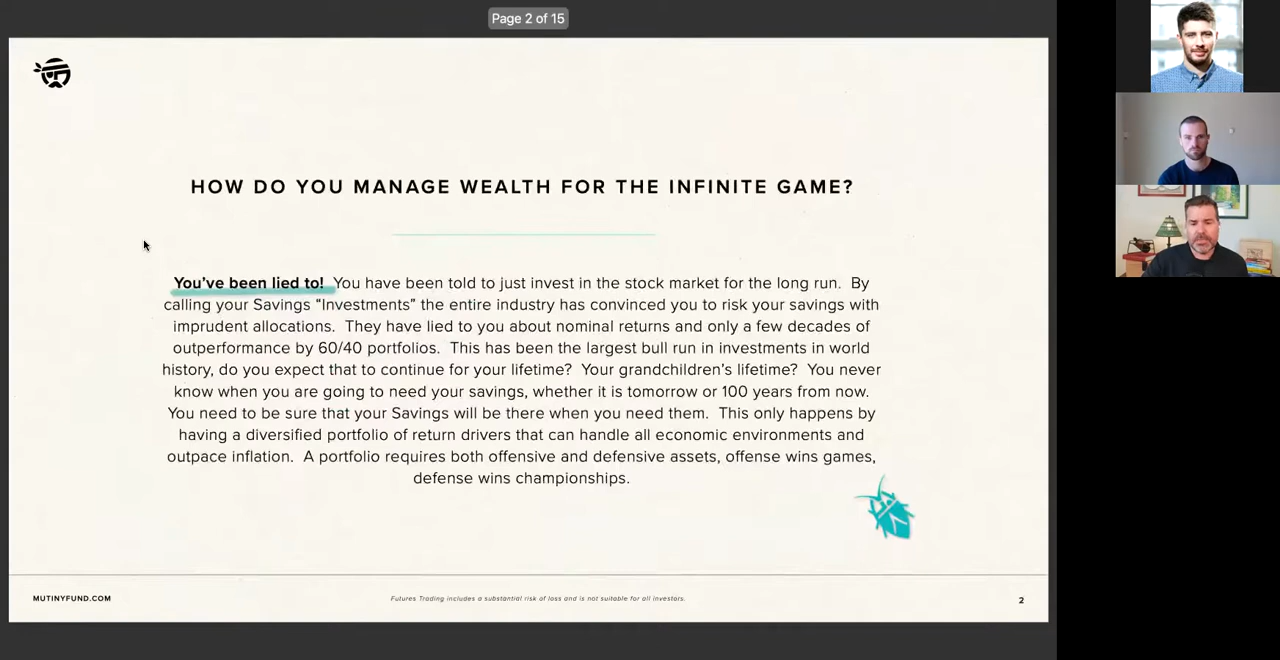 Page 2 of 15
HOW DO YOU MANAGE WEALTH FOR THE INFINITE GAME?
You've been lied to!  You have been told to just invest in the stock market for the long run.  By
calling your Savings “Investments” the entire industry has convinced you to risk your savings with
imprudent allocations.  They have lied to you about nominal returns and only a few decades of
outperformance by 60/40 portfolios.  This has been the largest bull run in investments in world
history, do you expect that to continue for your lifetime?  Your grandchildren's lifetime?  You never
know when you are going to need your savings, whether it is tomorrow or 100 years from now.
You need to be sure that your Savings will be there when you need them.  This only happens by
having a diversified portfolio of return drivers that can handle all economic environments and
outpace inflation.  A portfolio requires both offensive and defensive assets, offense wins games,
defense wins championships.
MUTINYFUND.COM
Futures Trading includes a substantial risk of loss and is not suitable for all investors.
2